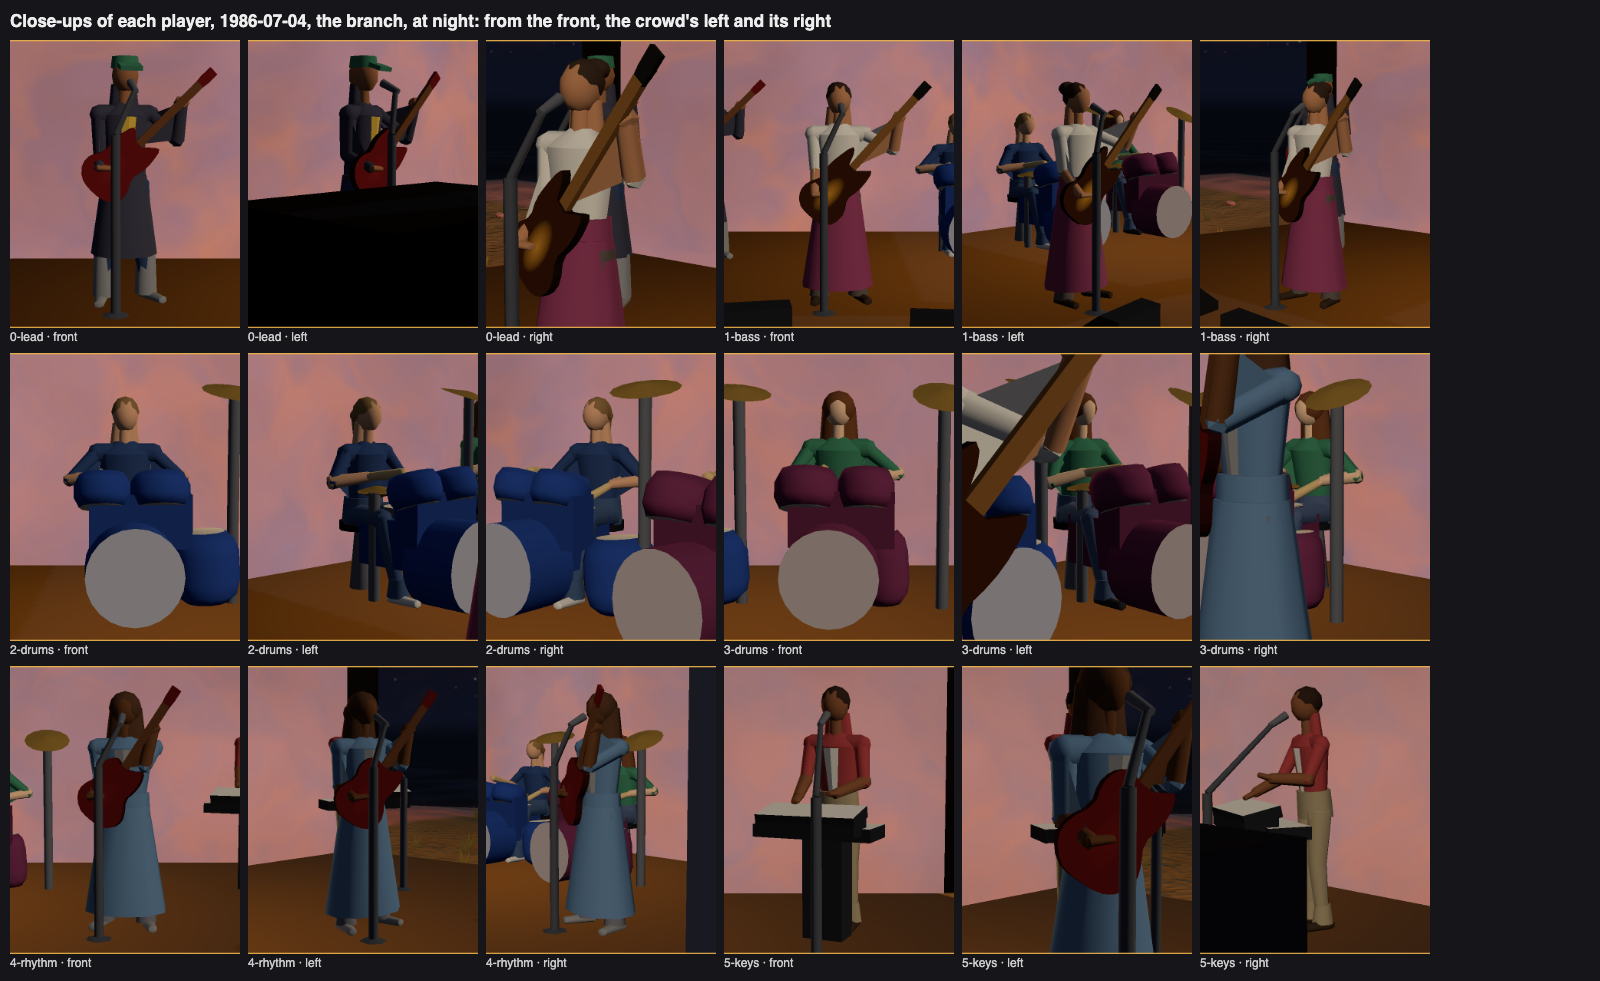 Close-ups of each player, 1986-07-04, the branch, at night: from the front, the crowd's left and its right
0-lead · front
0-lead · left
0-lead · right
1-bass · front
1-bass · left
1-bass · right
2-drums · front
2-drums · left
2-drums · right
3-drums · front
3-drums · left
3-drums · right
4-rhythm · front
4-rhythm · left
4-rhythm · right
5-keys · front
5-keys · left
5-keys · right